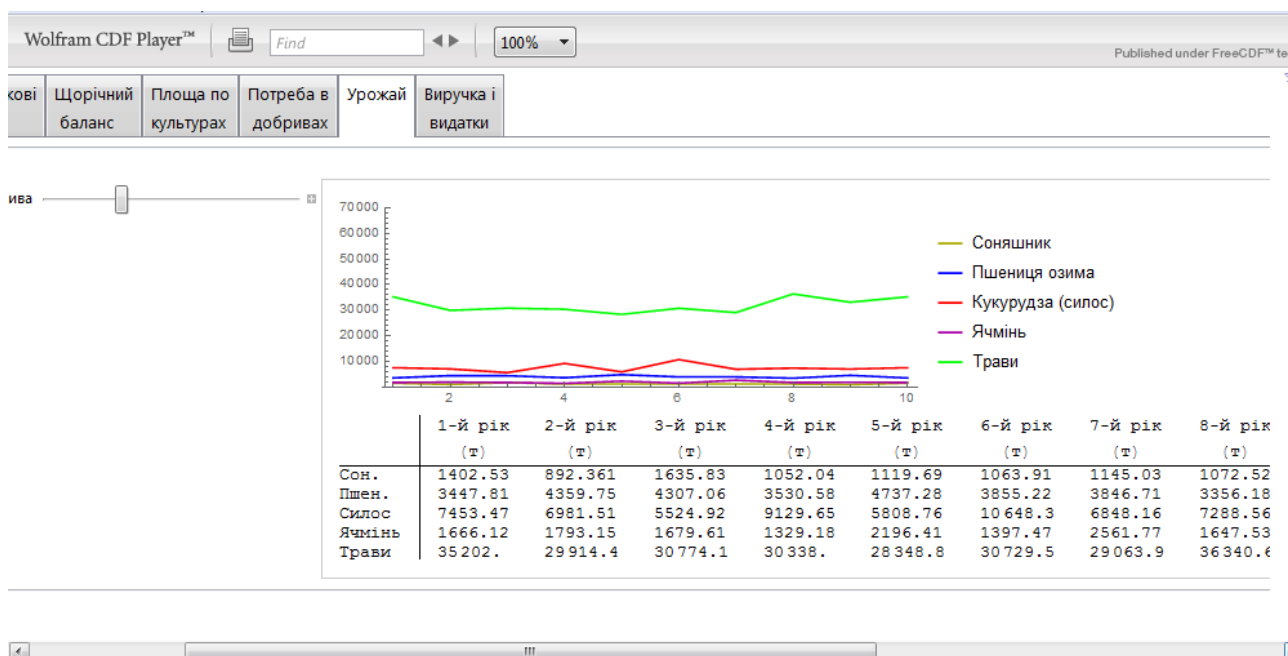 Wolfram CDF Player™ Find 100%
Published under FreeCDF™ te
кові Щорічний Площа по Потреба в Урожай Виручка і
баланс культурах добривах видатки
ива
70000
60000
50000
40000
30000
20000
10000
2 4 6 8 10
Соняшник
Пшениця озима
Кукурудза (силос)
Ячмінь
Трави
1-й рік 2-й рік 3-й рік 4-й рік 5-й рік 6-й рік 7-й рік 8-й рік
(т) (т) (т) (т) (т) (т) (т) (т)
Сон. 1402.53 892.361 1635.83 1052.04 1119.69 1063.91 1145.03 1072.52
Пшен. 3447.81 4359.75 4307.06 3530.58 4737.28 3855.22 3846.71 3356.18
Силос 7453.47 6981.51 5524.92 9129.65 5808.76 10648.3 6848.16 7288.56
Ячмінь 1666.12 1793.15 1679.61 1329.18 2196.41 1397.47 2561.77 1647.53
Трави 35202. 29914.4 30774.1 30338. 28348.8 30729.5 29063.9 36340.6